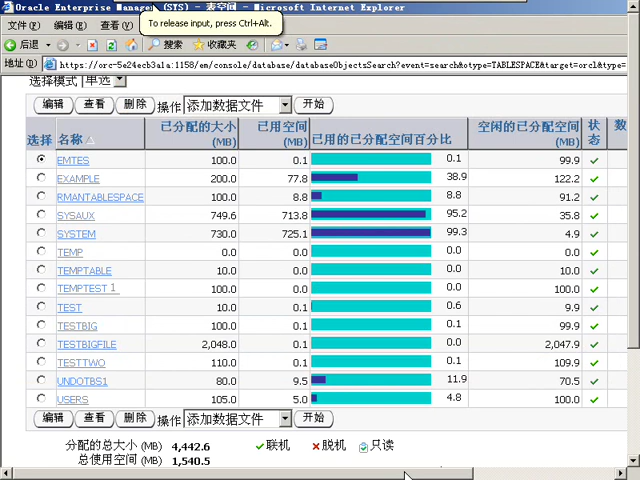 Oracle Enterprise Manager (SYS) - 表空间 - Microsoft Internet Explorer
To release input, press Ctrl+Alt.
文件(F) 编辑(E) 查看(V)
后退 搜索 收藏夹
地址(D) https://orc-5e24ecb3a1a:1158/em/console/database/databaseObjectsSearch?event=search&otype=TABLESPACE&target=orcl&type=
选择模式 单选
编辑 查看 删除 操作 添加数据文件 开始
选择 名称 已分配的大小 (MB) 已用空间 (MB) 已用的已分配空间百分比 空闲的已分配空间 (MB) 状态 数
EMTES 100.0 0.1 0.1 99.9
EXAMPLE 200.0 77.8 38.9 122.2
RMANTABLESPACE 100.0 8.8 8.8 91.2
SYSAUX 749.6 713.8 95.2 35.8
SYSTEM 730.0 725.1 99.3 4.9
TEMP 0.0 0.0 0.0 0.0
TEMPTABLE 10.0 0.0 0.0 10.0
TEMPTEST1 100.0 0.0 0.0 100.0
TEST 10.0 0.1 0.6 9.9
TESTBIG 100.0 0.1 0.1 99.9
TESTBIGFILE 2,048.0 0.1 0.0 2,047.9
TESTTWO 110.0 0.1 0.1 109.9
UNDOTBS1 80.0 9.5 11.9 70.5
USERS 105.0 5.0 4.8 100.0
编辑 查看 删除 操作 添加数据文件 开始
分配的总大小 (MB) 4,442.6 联机 脱机 只读
总使用空间 (MB) 1,540.5